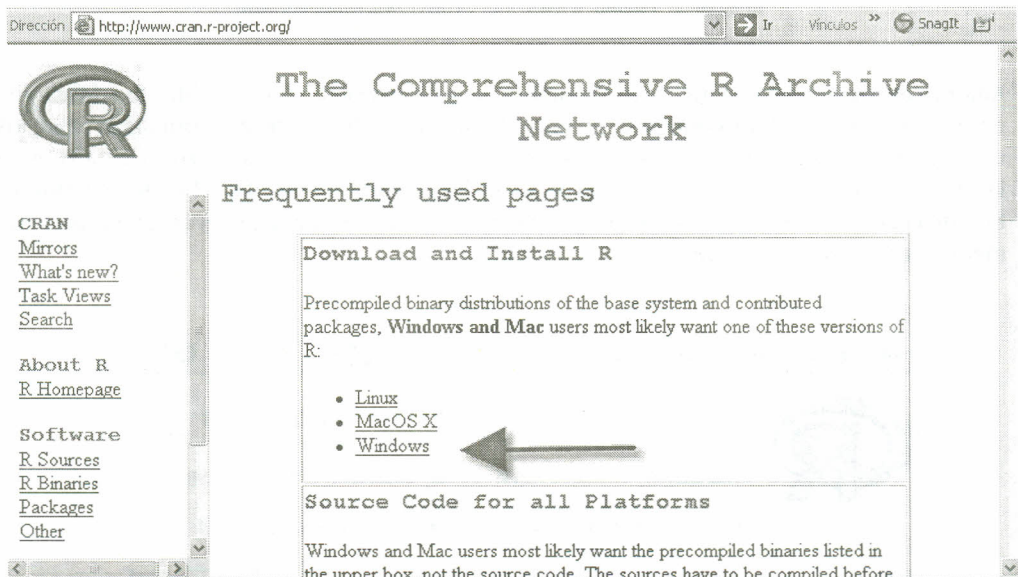 Dirección http://www.cran.r-project.org/ Ir Vínculos » SnagIt
R
The Comprehensive R Archive
Network
CRAN
Mirrors
What's new?
Task Views
Search
About R
R Homepage
Software
R Sources
R Binaries
Packages
Other
Frequently used pages
Download and Install R
Precompiled binary distributions of the base system and contributed
packages, Windows and Mac users most likely want one of these versions of
R:
• Linux
• MacOS X
• Windows
Source Code for all Platforms
Windows and Mac users most likely want the precompiled binaries listed in
the upper box, not the source code. The sources have to be compiled before